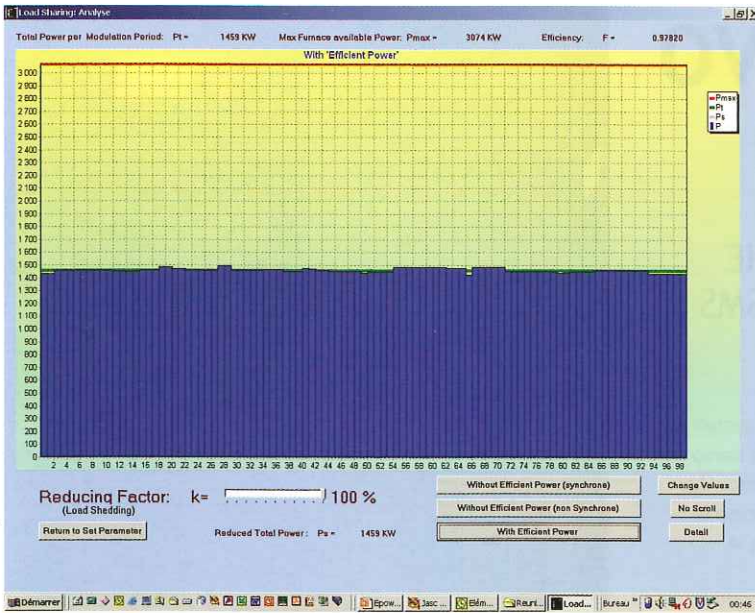 Load Sharing: Analyse
Total Power per Modulation Period: Pt = 1459 KW Max Furnace available Power: Pmax = 3074 KW Efficiency: F = 0.97820
With 'Efficient Power'
Pmax
Pt
Ps
P
3 000
2 900
2 800
2 700
2 600
2 500
2 400
2 300
2 200
2 100
2 000
1 900
1 800
1 700
1 600
1 500
1 400
1 300
1 200
1 100
1 000
900
800
700
600
500
400
300
200
100
0
2 4 6 8 10 12 14 16 18 20 22 24 26 28 30 32 34 36 38 40 42 44 46 48 50 52 54 56 58 60 62 64 66 68 70 72 74 76 78 80 82 84 86 88 90 92 94 96 98
Reducing Factor: k= 100 %
(Load Shedding)
Return to Set Parameter
Reduced Total Power: Ps = 1459 KW
Without Efficient Power (synchrone)
Change Values
Without Efficient Power (non Synchrone)
No Scroll
With Efficient Power
Detail
Démarrer Epow... Jasc ... Elém... Reuni... Load... Bureau »